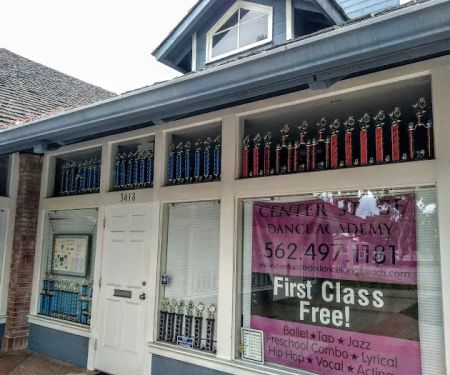 3418
CENTER STAGE
DANCE ACADEMY
562.497.1181
First Class
Free!
Ballet★Tap★Jazz
Preschool Combo★Lyrical
Hip Hop★Vocal★Acting